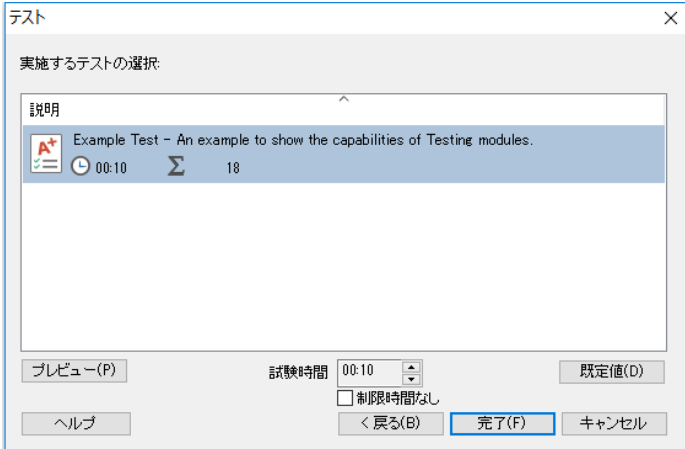 テスト
実施するテストの選択:
説明
A+
Example Test - An example to show the capabilities of Testing modules.
00:10 Σ 18
プレビュー(P) 試験時間 00:10 既定値(D)
制限時間なし
ヘルプ < 戻る(B) 完了(F) キャンセル